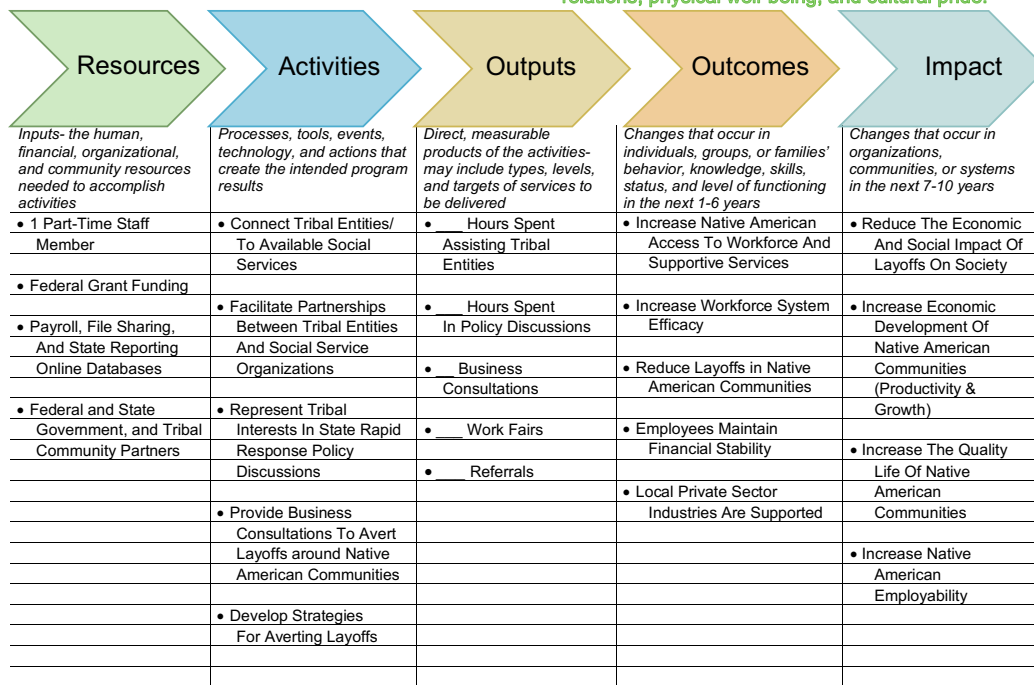 relations, physical well-being, and cultural pride.
Resources
Activities
Outputs
Outcomes
Impact
Inputs- the human,
financial, organizational,
and community resources
needed to accomplish
activities
Processes, tools, events,
technology, and actions that
create the intended program
results
Direct, measurable
products of the activities-
may include types, levels,
and targets of services to
be delivered
Changes that occur in
individuals, groups, or families'
behavior, knowledge, skills,
status, and level of functioning
in the next 1-6 years
Changes that occur in
organizations,
communities, or systems
in the next 7-10 years
• 1 Part-Time Staff
Member
• Federal Grant Funding
• Payroll, File Sharing,
And State Reporting
Online Databases
• Federal and State
Government, and Tribal
Community Partners
• Connect Tribal Entities/
To Available Social
Services
• Facilitate Partnerships
Between Tribal Entities
And Social Service
Organizations
• Represent Tribal
Interests In State Rapid
Response Policy
Discussions
• Provide Business
Consultations To Avert
Layoffs around Native
American Communities
• Develop Strategies
For Averting Layoffs
• ___ Hours Spent
Assisting Tribal
Entities
• ___ Hours Spent
In Policy Discussions
• __ Business
Consultations
• ___ Work Fairs
• ___ Referrals
• Increase Native American
Access To Workforce And
Supportive Services
• Increase Workforce System
Efficacy
• Reduce Layoffs in Native
American Communities
• Employees Maintain
Financial Stability
• Local Private Sector
Industries Are Supported
• Reduce The Economic
And Social Impact Of
Layoffs On Society
• Increase Economic
Development Of
Native American
Communities
(Productivity &
Growth)
• Increase The Quality
Life Of Native
American
Communities
• Increase Native
American
Employability